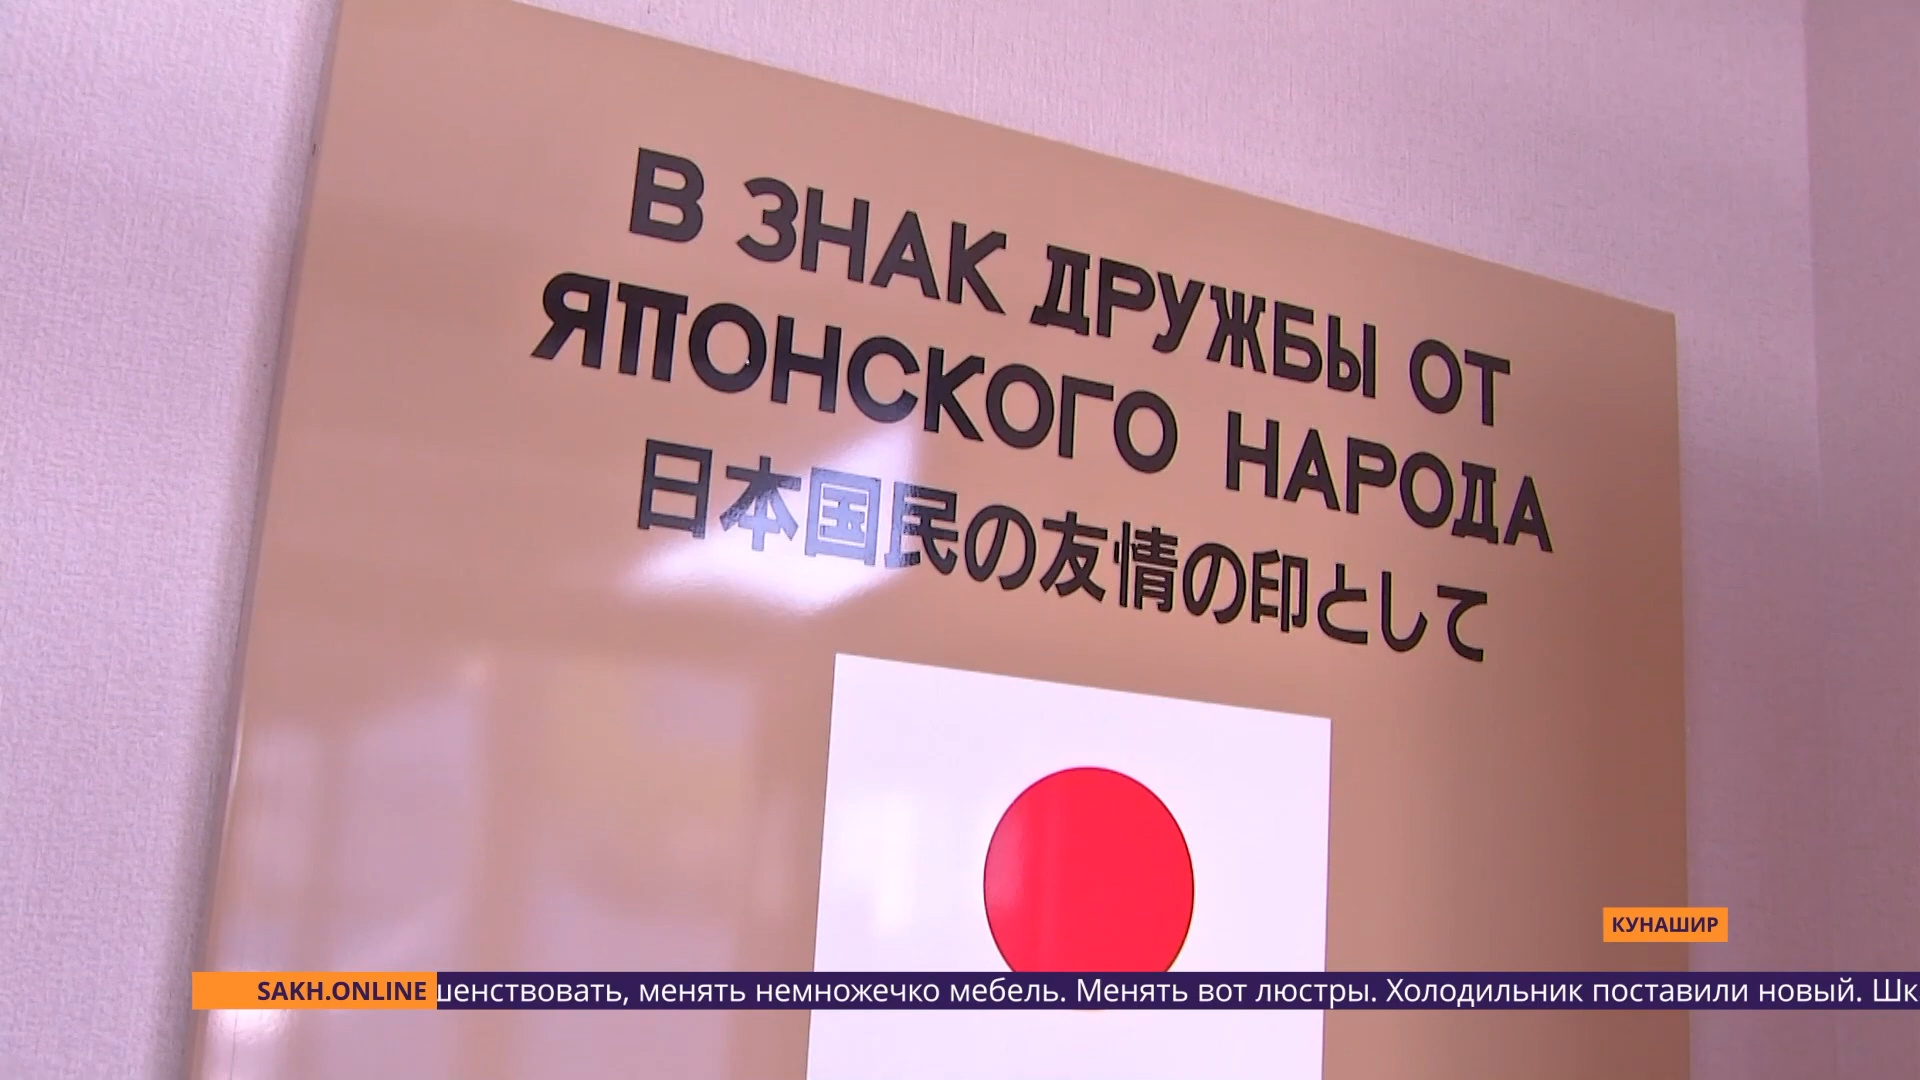 В ЗНАК ДРУЖБЫ ОТ
ЯПОНСКОГО НАРОДА
日本国民の友情の印として
КУНАШИР
SAKH.ONLINE
менять немножечко мебель. Менять вот люстры. Холодильник поставили новый.